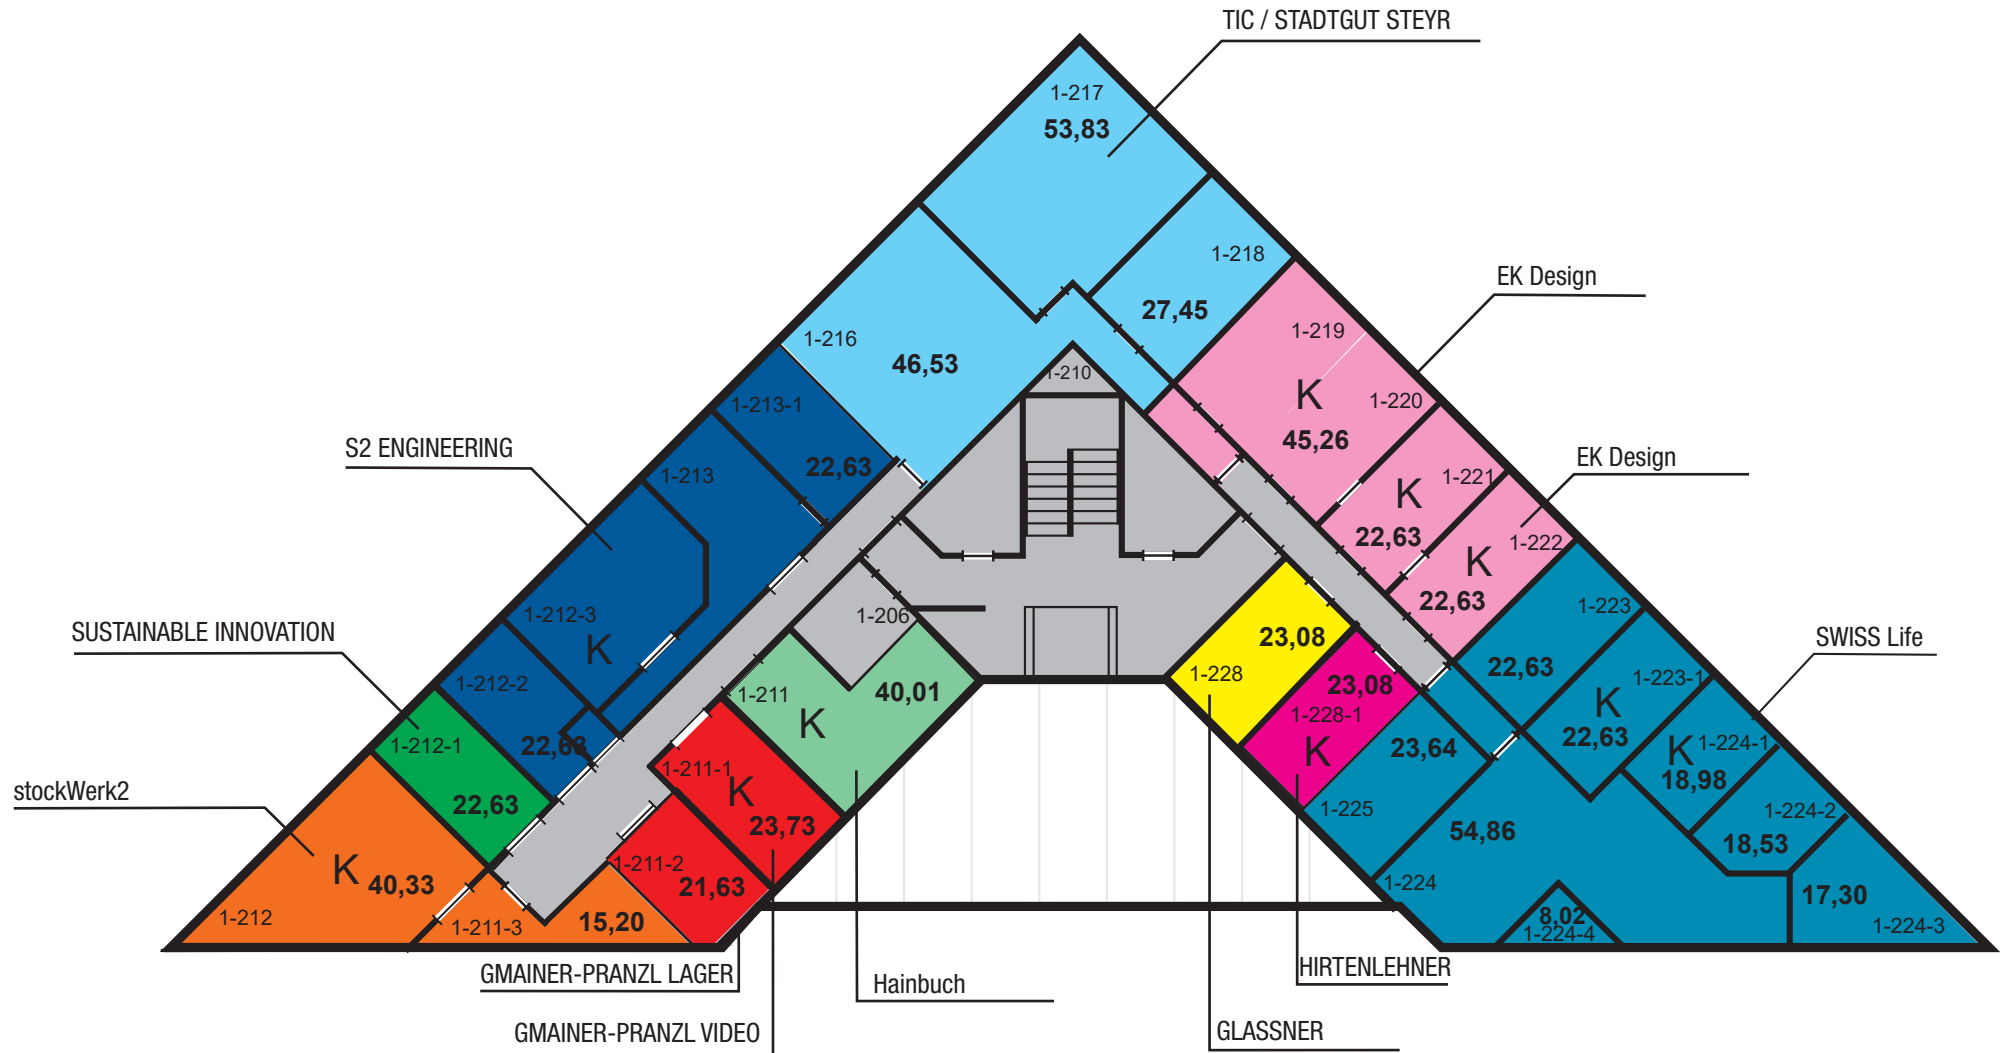 TIC / STADTGUT STEYR
1-217
53,83
1-218
27,45
EK Design
1-219
K
45,26
1-220
EK Design
1-221
K
22,63
1-222
K
22,63
1-216
46,53
1-210
1-213-1
22,63
S2 ENGINEERING
1-213
1-212-3
K
SUSTAINABLE INNOVATION
1-212-2
22,63
1-212-1
22,63
stockWerk2
K
40,33
1-212
1-211-3
15,20
1-206
1-211
40,01
K
1-211-1
K
23,73
1-211-2
21,63
1-228
23,08
23,08
1-228-1
K
1-223
22,63
1-223-1
K
22,63
SWISS Life
1-224-1
K
18,98
1-224-2
18,53
23,64
1-225
54,86
1-224
8,02
1-224-4
17,30
1-224-3
GMAINER-PRANZL LAGER
Hainbuch
HIRTENLEHNER
GMAINER-PRANZL VIDEO
GLASSNER